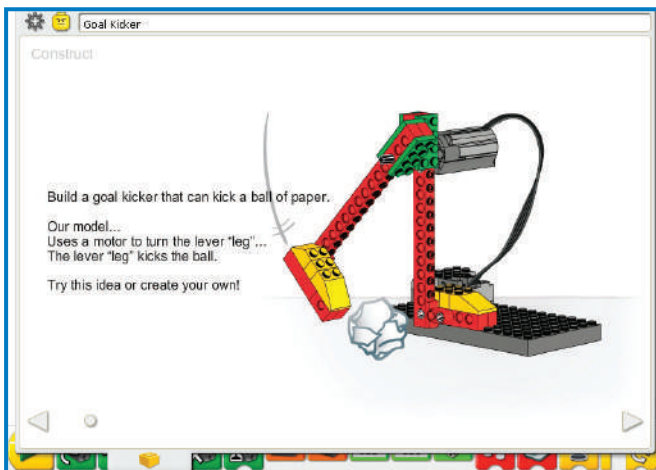 Goal Kicker
Construct
Build a goal kicker that can kick a ball of paper.
Our model...
Uses a motor to turn the lever "leg"...
The lever "leg" kicks the ball.
Try this idea or create your own!